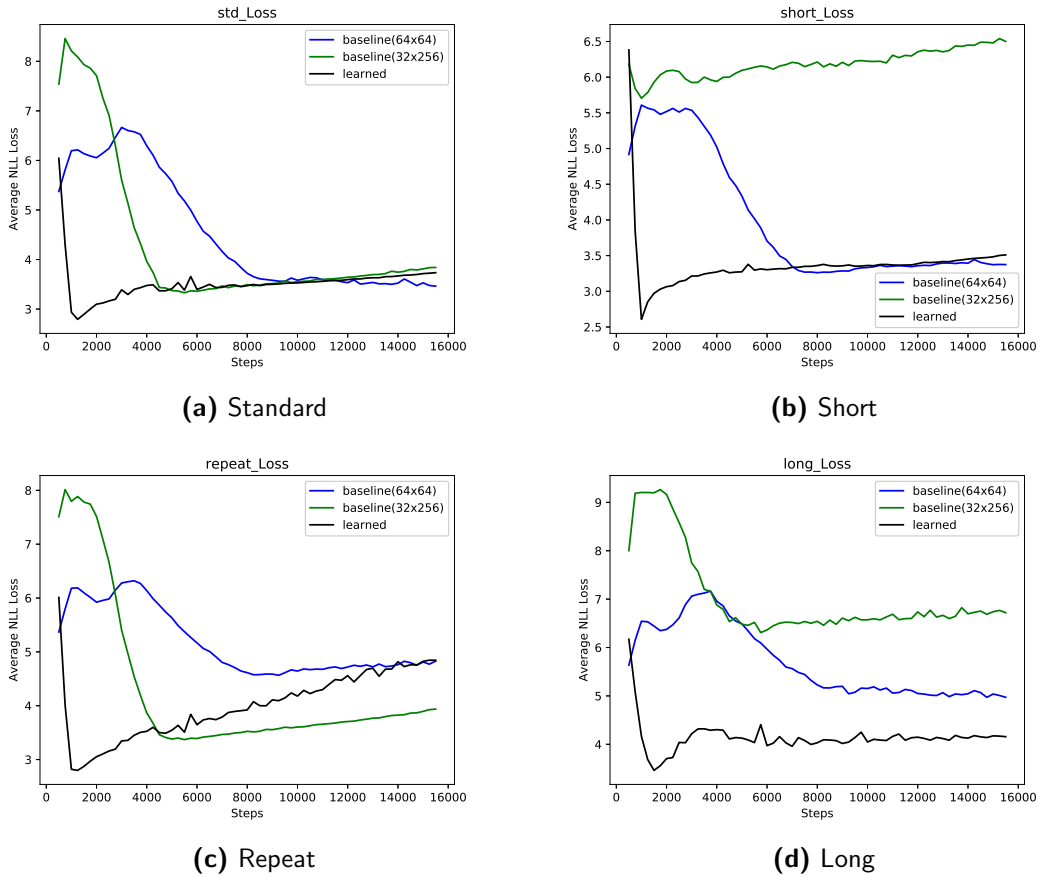 std_Loss
Average NLL Loss
8
7
6
5
4
3
baseline(64x64)
baseline(32x256)
learned
0 2000 4000 6000 8000 10000 12000 14000 16000
Steps
(a) Standard
short_Loss
Average NLL Loss
6.5
6.0
5.5
5.0
4.5
4.0
3.5
3.0
2.5
baseline(64x64)
baseline(32x256)
learned
0 2000 4000 6000 8000 10000 12000 14000 16000
Steps
(b) Short
repeat_Loss
Average NLL Loss
8
7
6
5
4
3
baseline(64x64)
baseline(32x256)
learned
0 2000 4000 6000 8000 10000 12000 14000 16000
Steps
(c) Repeat
long_Loss
Average NLL Loss
9
8
7
6
5
4
baseline(64x64)
baseline(32x256)
learned
0 2000 4000 6000 8000 10000 12000 14000 16000
Steps
(d) Long